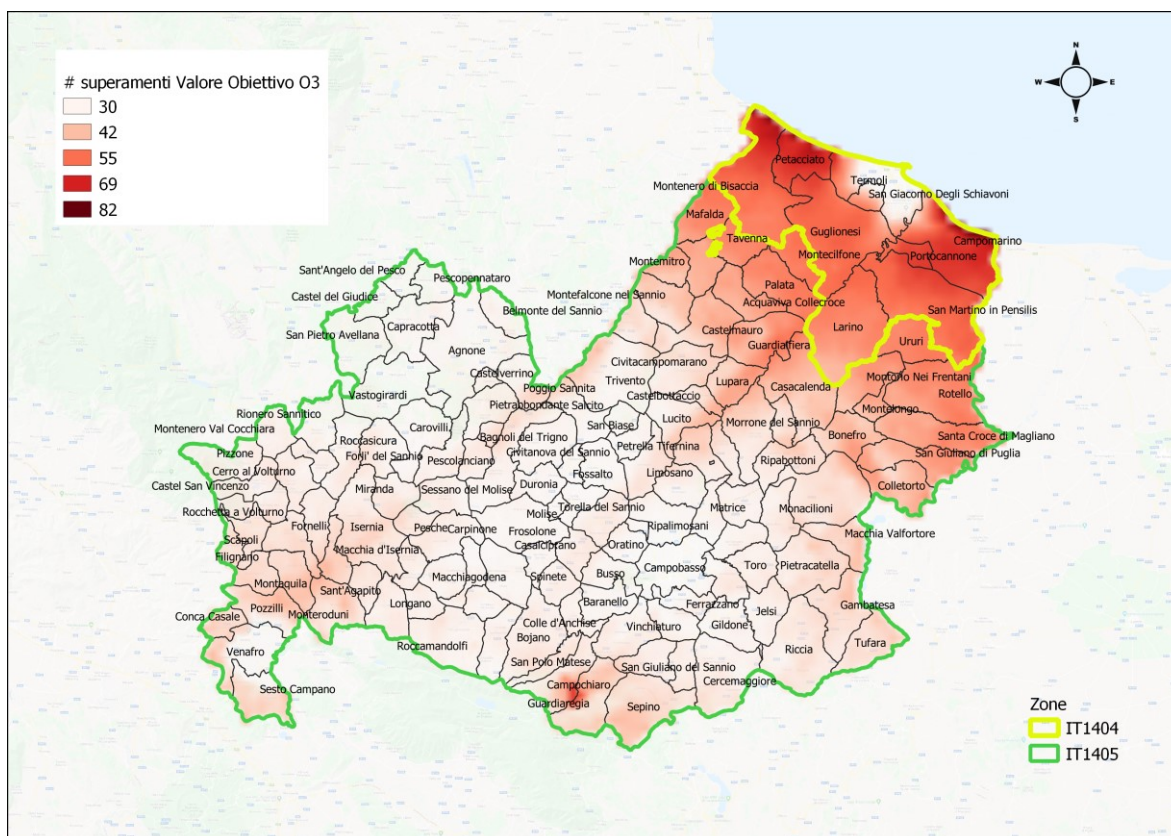 # superamenti Valore Obiettivo O3
30
42
55
69
82
N
W
E
S
Petacciato
Termoli
San Giacomo Degli Schiavoni
Montenero di Bisaccia
Mafalda
Tavenna
Guglionesi
Campomarino
Montecilfone
Portocannone
Montemitro
Sant'Angelo del Pesco
Pescopennataro
Castel del Giudice
Montefalcone nel Sannio
Palata
Acquaviva Collecroce
Belmonte del Sannio
San Martino in Pensilis
Capracotta
San Pietro Avellana
Castelmauro
Larino
Ururi
Guardialfiera
Agnone
Civitacampomarano
Castelverrino
Montorio Nei Frentani
Trivento
Lupara
Casacalenda
Poggio Sannita
Rotello
Vastogirardi
Castelbottaccio
Pietrabbondante
Salcito
Montelongo
Rionero Sannitico
Lucito
Morrone del Sannio
Montenero Val Cocchiara
Carovilli
San Biase
Bonefro
Santa Croce di Magliano
Roccasicura
Bagnoli del Trigno
Petrella Tifernina
Pizzone
Forli' del Sannio
Civitanova del Sannio
San Giuliano di Puglia
Pescolanciano
Ripabottoni
Cerro al Volturno
Fossalto
Limosano
Castel San Vincenzo
Miranda
Sessano del Molise
Duronia
Colletorto
Rocchetta a Volturno
Molise
Torella del Sannio
Matrice
Monacilioni
Fornelli
Isernia
Pesche
Carpinone
Frosolone
Ripalimosani
Macchia Valfortore
Scapoli
Casalciprano
Oratino
Filignano
Macchia d'Isernia
Campobasso
Toro
Pietracatella
Montaquila
Macchiagodena
Spinete
Busso
Sant'Agapito
Pozzilli
Longano
Baranello
Ferrazzano
Jelsi
Gambatesa
Conca Casale
Monteroduni
Colle d'Anchise
Vinchiaturo
Gildone
Bojano
Tufara
Venafro
Roccamandolfi
Riccia
San Polo Matese
San Giuliano del Sannio
Cercemaggiore
Sesto Campano
Campochiaro
Guardiaregia
Sepino
Zone
IT1404
IT1405